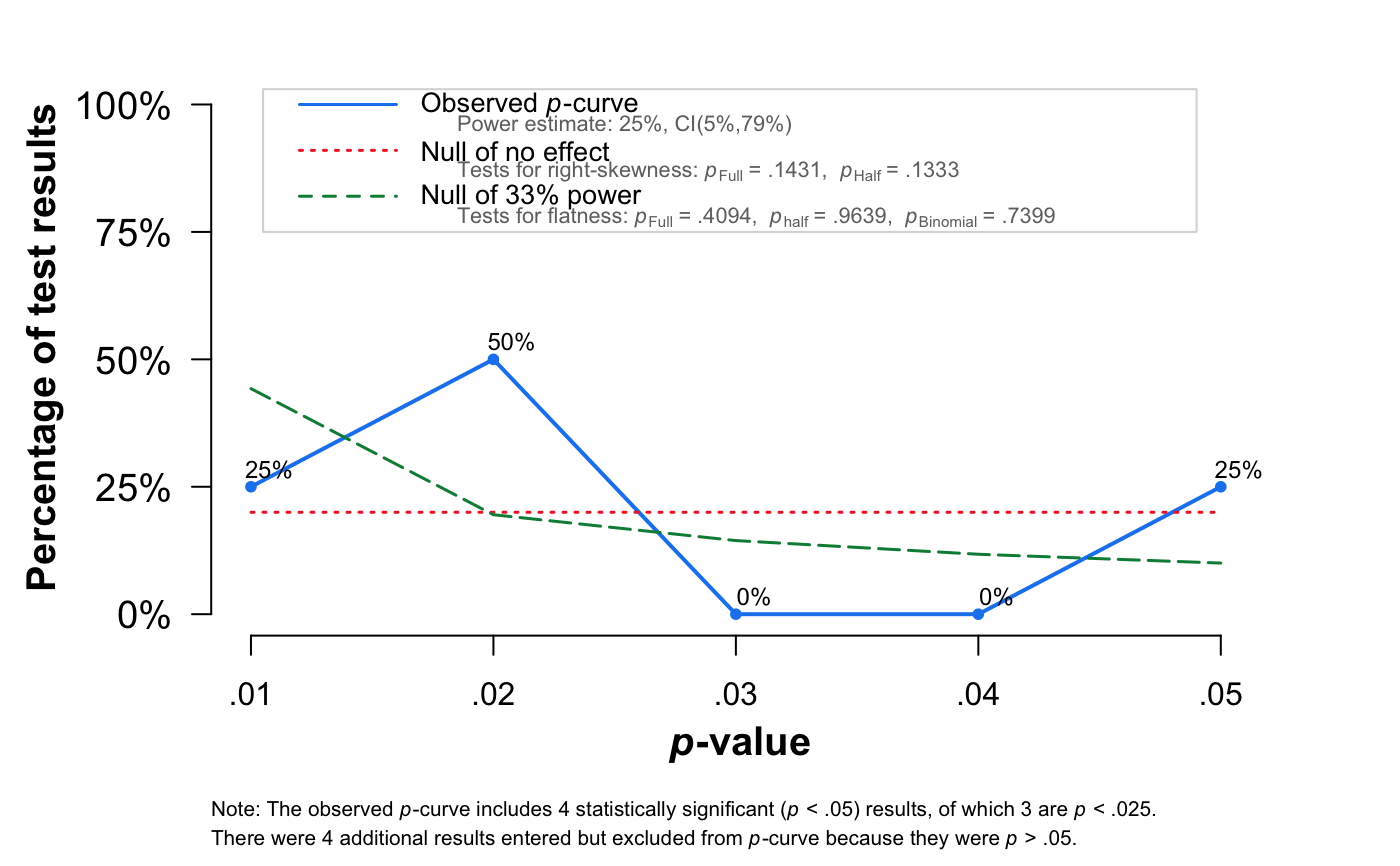 100%
75%
50%
25%
0%
Percentage of test results
Observed p-curve
Power estimate: 25%, CI(5%,79%)
Null of no effect
Tests for right-skewness: pFull = .1431, pHalf = .1333
Null of 33% power
Tests for flatness: pFull = .4094, phalf = .9639, pBinomial = .7399
25%
50%
0%
0%
25%
.01
.02
.03
.04
.05
p-value
Note: The observed p-curve includes 4 statistically significant (p < .05) results, of which 3 are p < .025.
There were 4 additional results entered but excluded from p-curve because they were p > .05.